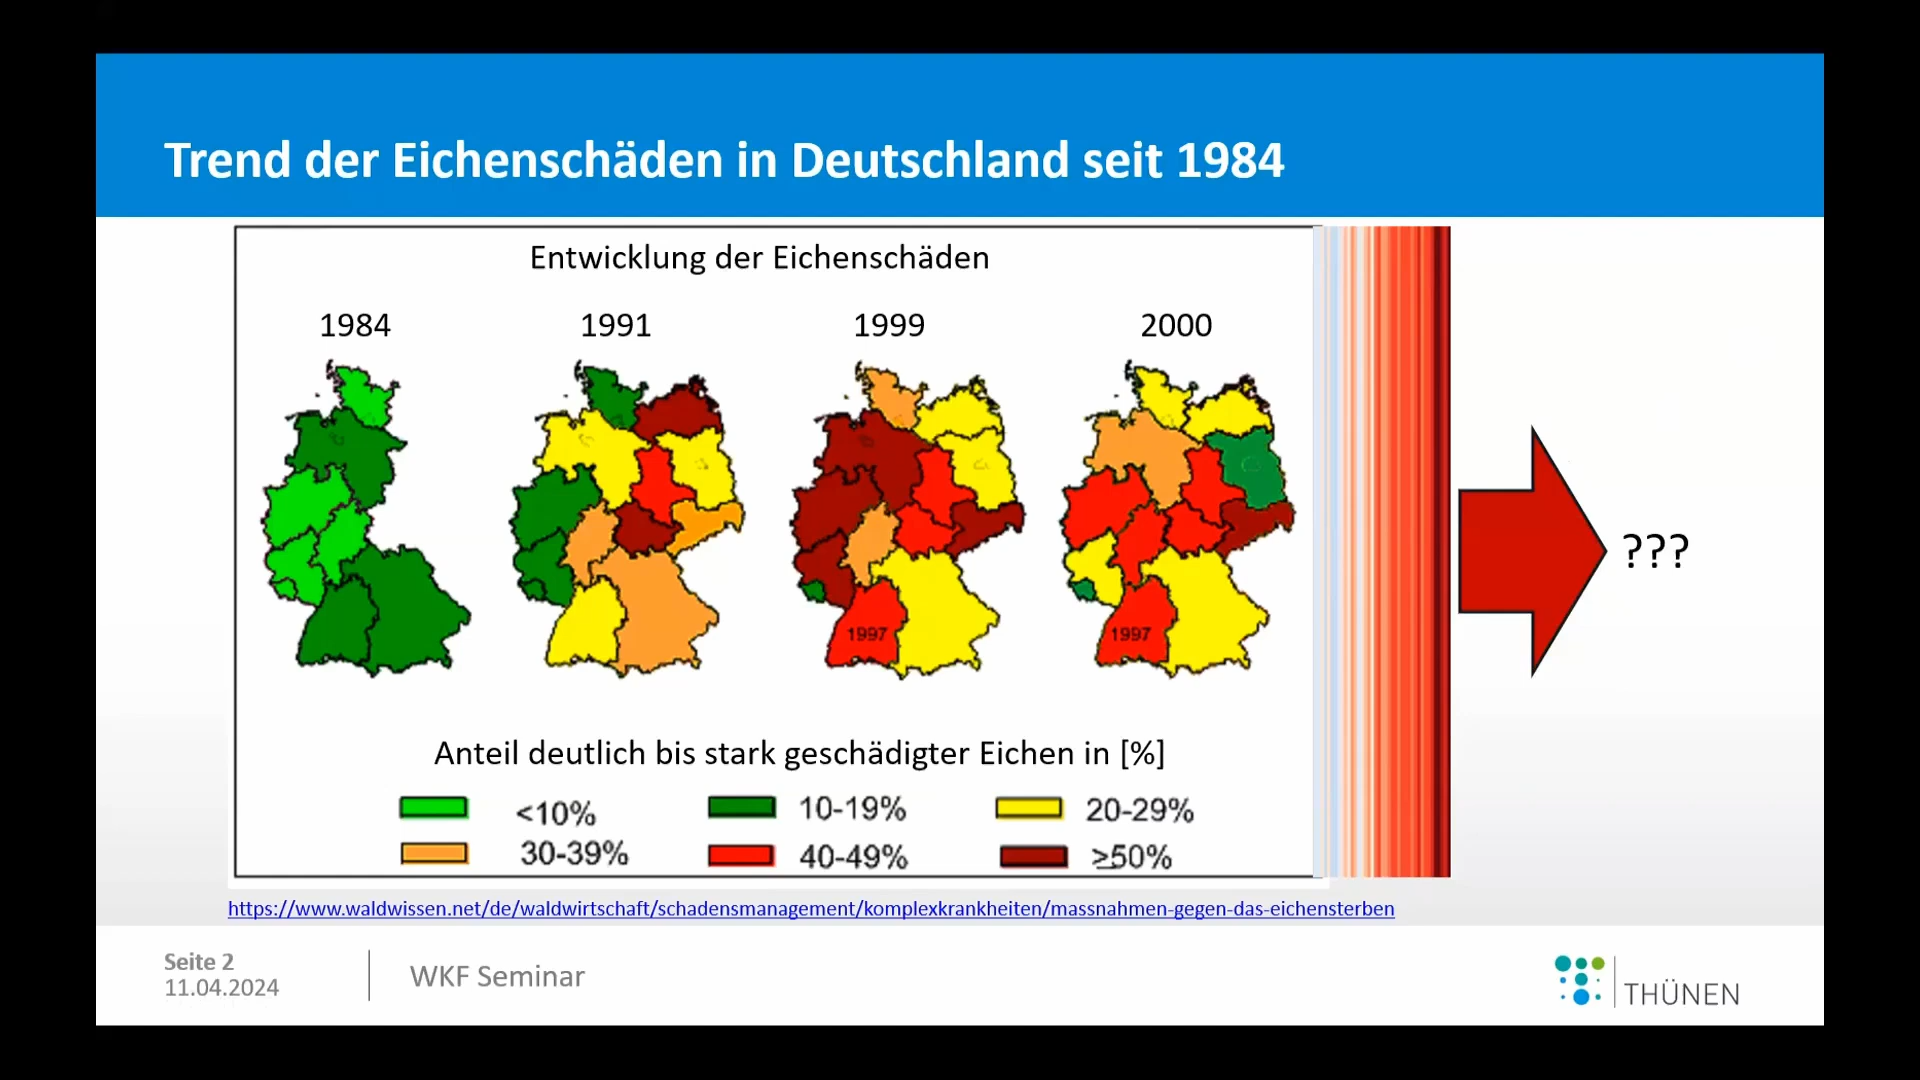 Trend der Eichenschäden in Deutschland seit 1984
Entwicklung der Eichenschäden
1984 1991 1999 2000
???
1997 1997
Anteil deutlich bis stark geschädigter Eichen in [%]
<10% 10-19% 20-29%
30-39% 40-49% ≥50%
https://www.waldwissen.net/de/waldwirtschaft/schadensmanagement/komplexkrankheiten/massnahmen-gegen-das-eichensterben
Seite 2
11.04.2024
WKF Seminar
THÜNEN